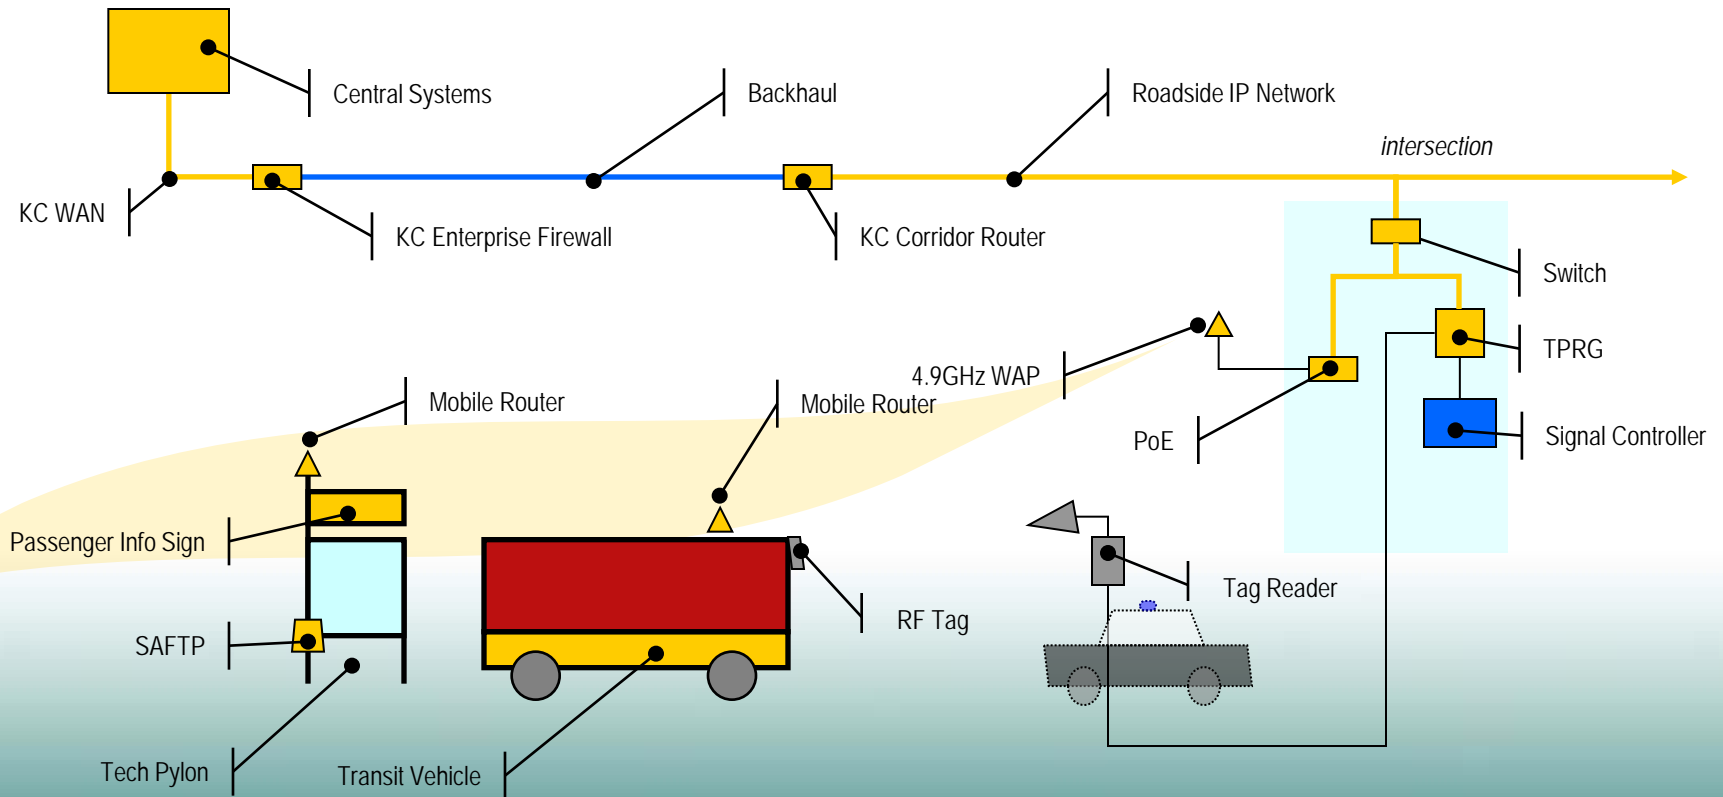 Central Systems
Backhaul
Roadside IP Network
intersection
KC WAN
KC Enterprise Firewall
KC Corridor Router
Switch
TPRG
4.9GHz WAP
Mobile Router
Mobile Router
PoE
Signal Controller
Passenger Info Sign
Tag Reader
RF Tag
SAFTP
Tech Pylon
Transit Vehicle